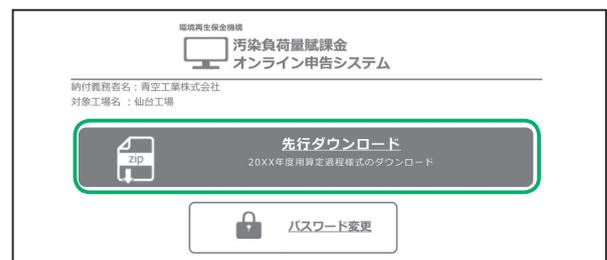 環境再生保全機構
汚染負荷量賦課金
オンライン申告システム
納付義務者名：青空工業株式会社
対象工場名 ：仙台工場
先行ダウンロード
zip
20XX年度用算定過程様式のダウンロード
パスワード変更